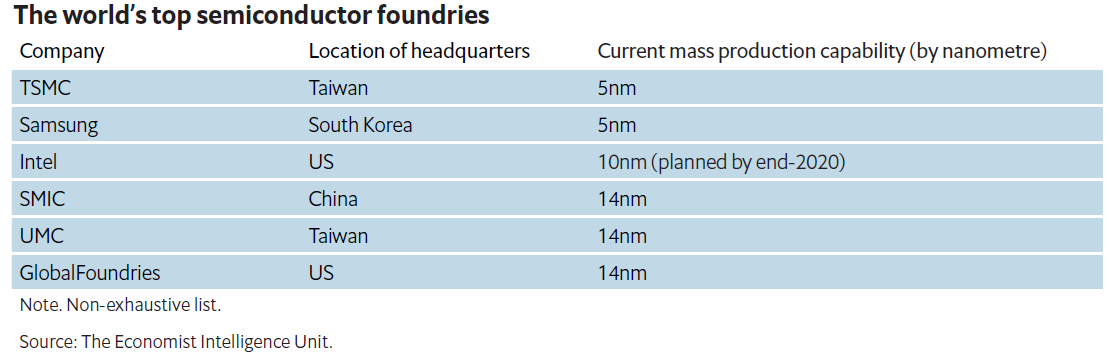 The world's top semiconductor foundries
Company Location of headquarters Current mass production capability (by nanometre)
TSMC Taiwan 5nm
Samsung South Korea 5nm
Intel US 10nm (planned by end-2020)
SMIC China 14nm
UMC Taiwan 14nm
GlobalFoundries US 14nm
Note. Non-exhaustive list.
Source: The Economist Intelligence Unit.